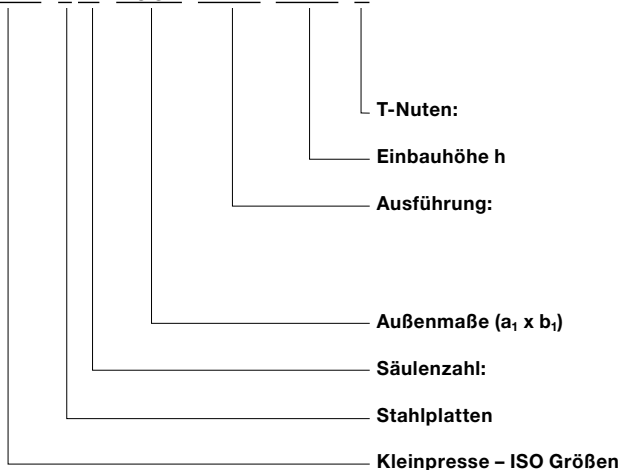 T-Nuten:
Einbauhöhe h
Ausführung:
Außenmaße (a₁ x b₁)
Säulenzahl:
Stahlplatten
Kleinpresse – ISO Größen